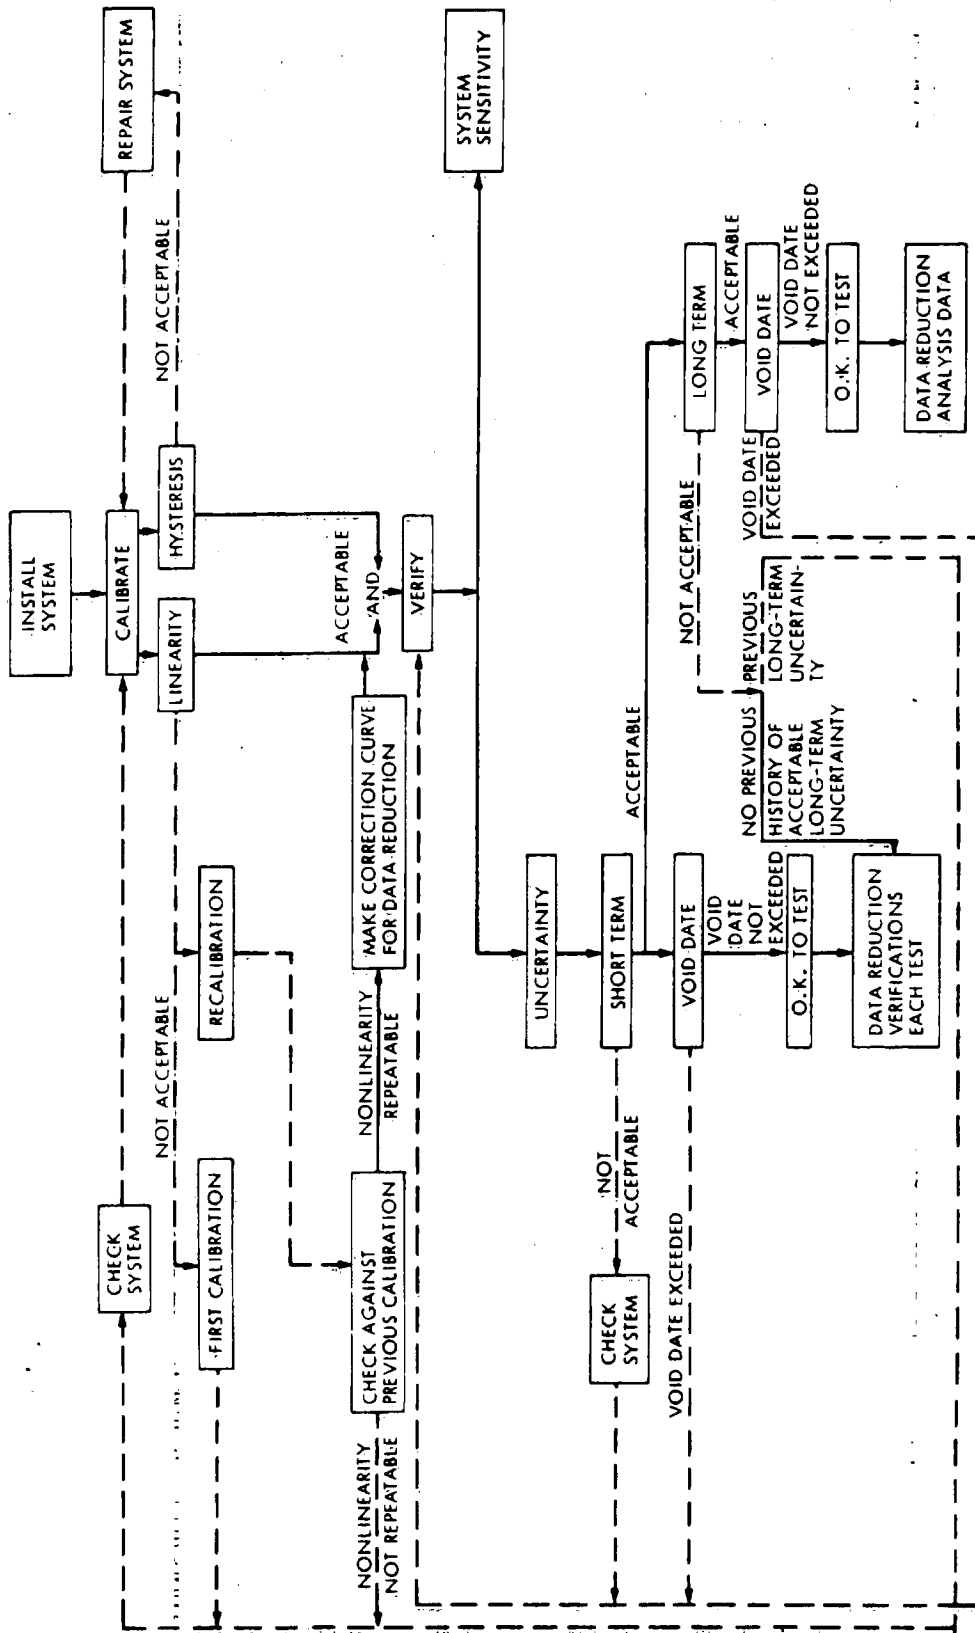 INSTALL
SYSTEM
REPAIR SYSTEM
CHECK
SYSTEM
CALIBRATE
NOT ACCEPTABLE
LINEARITY
HYSTERESIS
NOT ACCEPTABLE
FIRST CALIBRATION
RECALIBRATION
ACCEPTABLE
AND
CHECK AGAINST
PREVIOUS CALIBRATION
NONLINEARITY
REPEATABLE
MAKE CORRECTION CURVE
FOR DATA REDUCTION
NONLINEARITY
NOT REPEATABLE
VERIFY
SYSTEM
SENSITIVITY
UNCERTAINTY
SHORT TERM
ACCEPTABLE
NOT
ACCEPTABLE
CHECK
SYSTEM
VOID DATE
VOID DATE EXCEEDED
VOID
DATE
NOT
EXCEEDED
O.K. TO TEST
DATA REDUCTION
VERIFICATIONS
EACH TEST
LONG TERM
ACCEPTABLE
NOT ACCEPTABLE
VOID DATE
VOID DATE
NOT EXCEEDED
VOID DATE
EXCEEDED
O.K. TO TEST
DATA REDUCTION
ANALYSIS DATA
NO PREVIOUS
HISTORY OF
ACCEPTABLE
LONG-TERM
UNCERTAINTY
PREVIOUS
LONG-TERM
UNCERTAIN-
TY